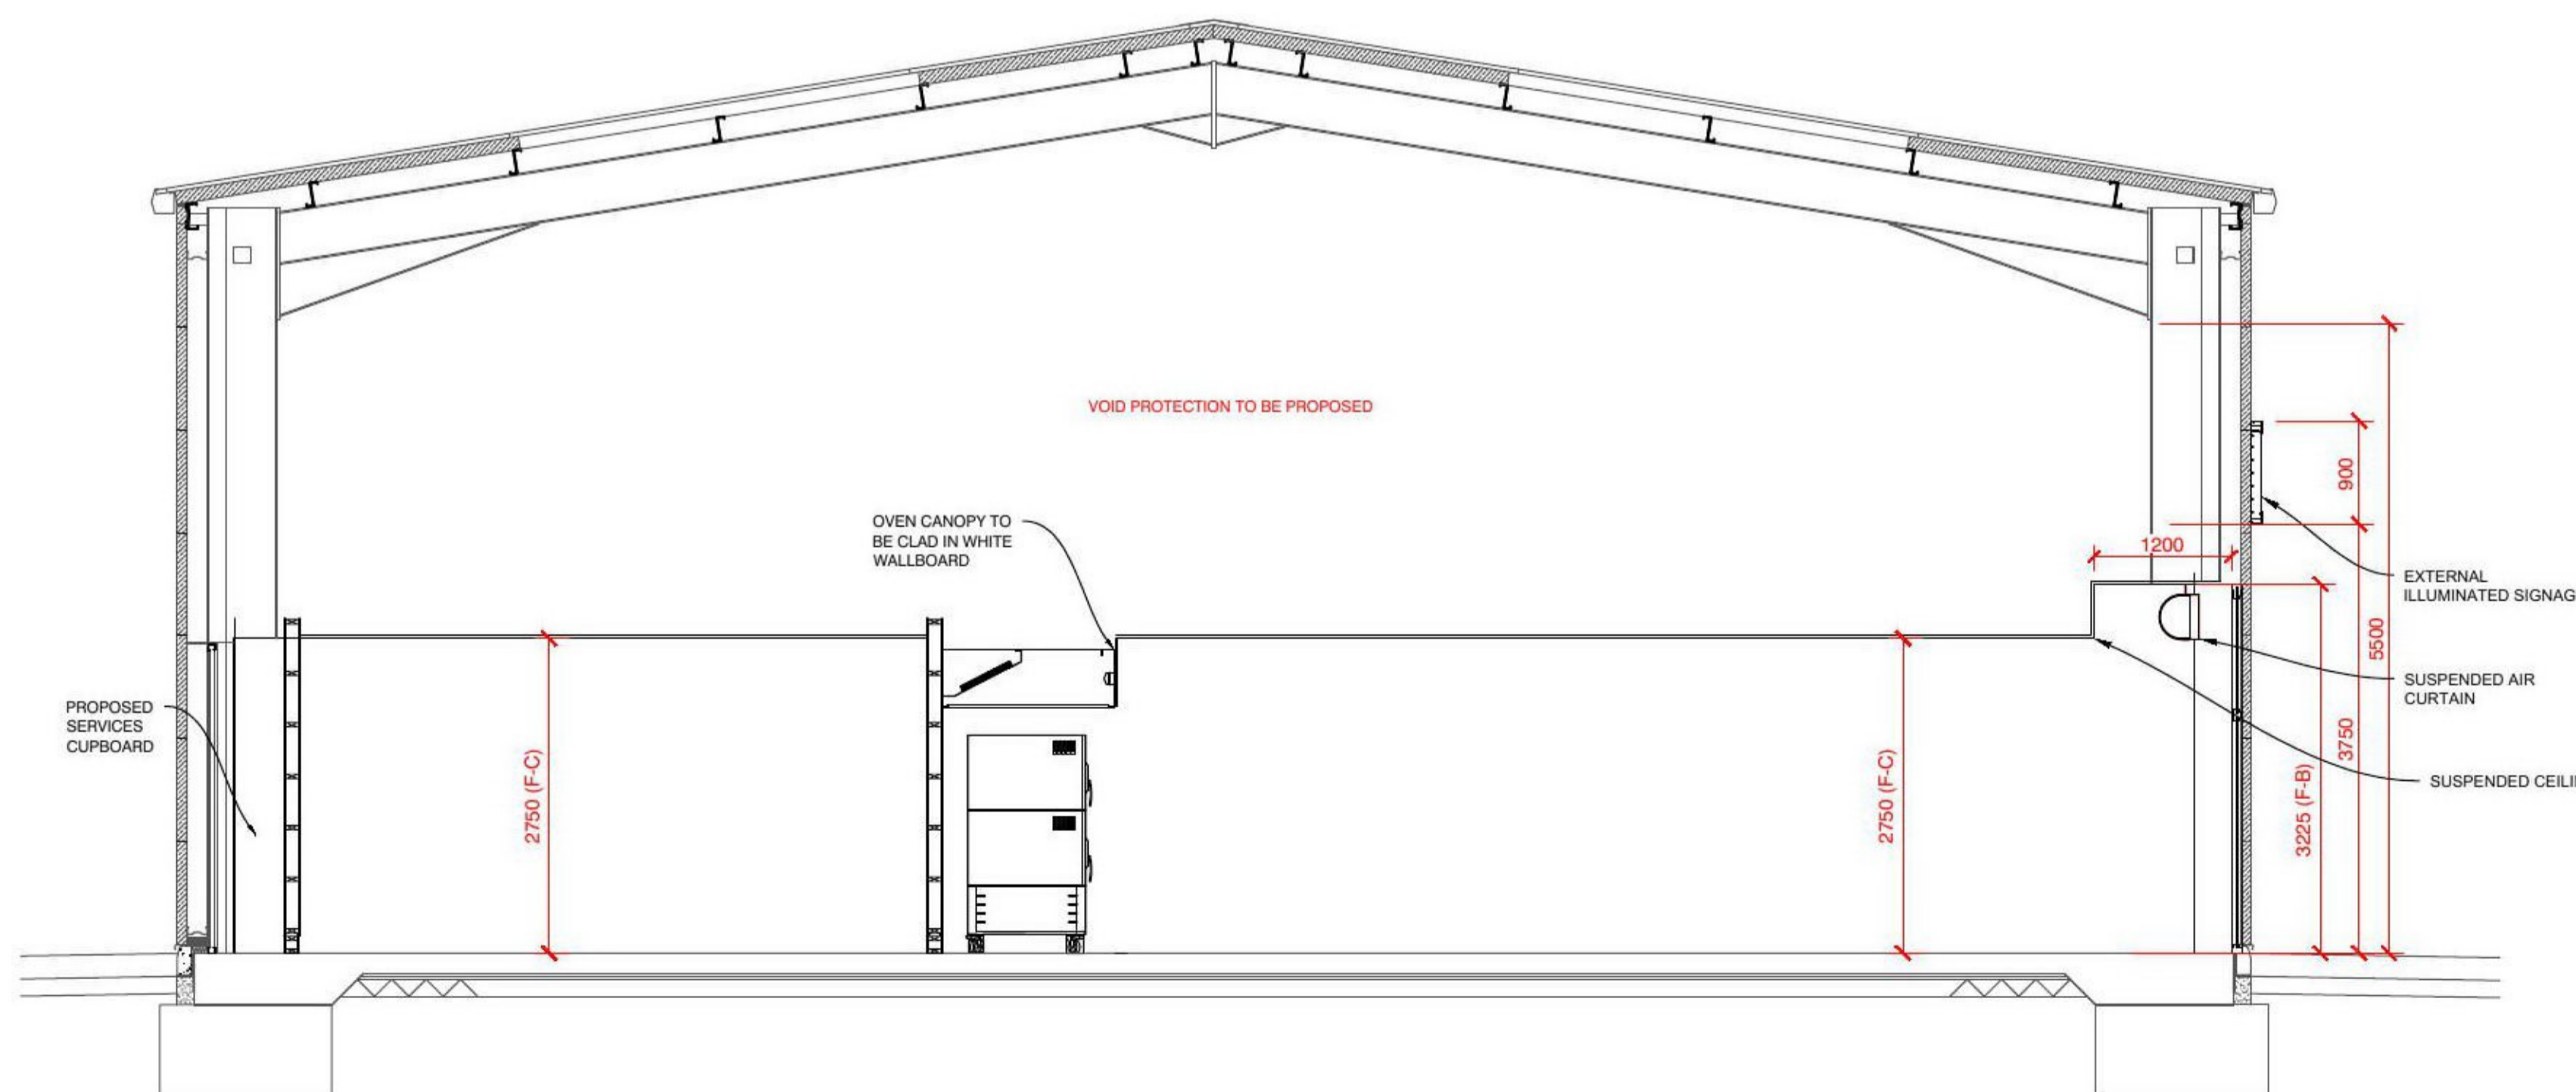 VOID PROTECTION TO BE PROPOSED
OVEN CANOPY TO
BE CLAD IN WHITE
WALLBOARD
900
1200
EXTERNAL
ILLUMINATED SIGNAG
5500
SUSPENDED AIR
CURTAIN
PROPOSED
SERVICES
CUPBOARD
3750
2750 (F-C)
2750 (F-C)
3225 (F-B)
SUSPENDED CEILI